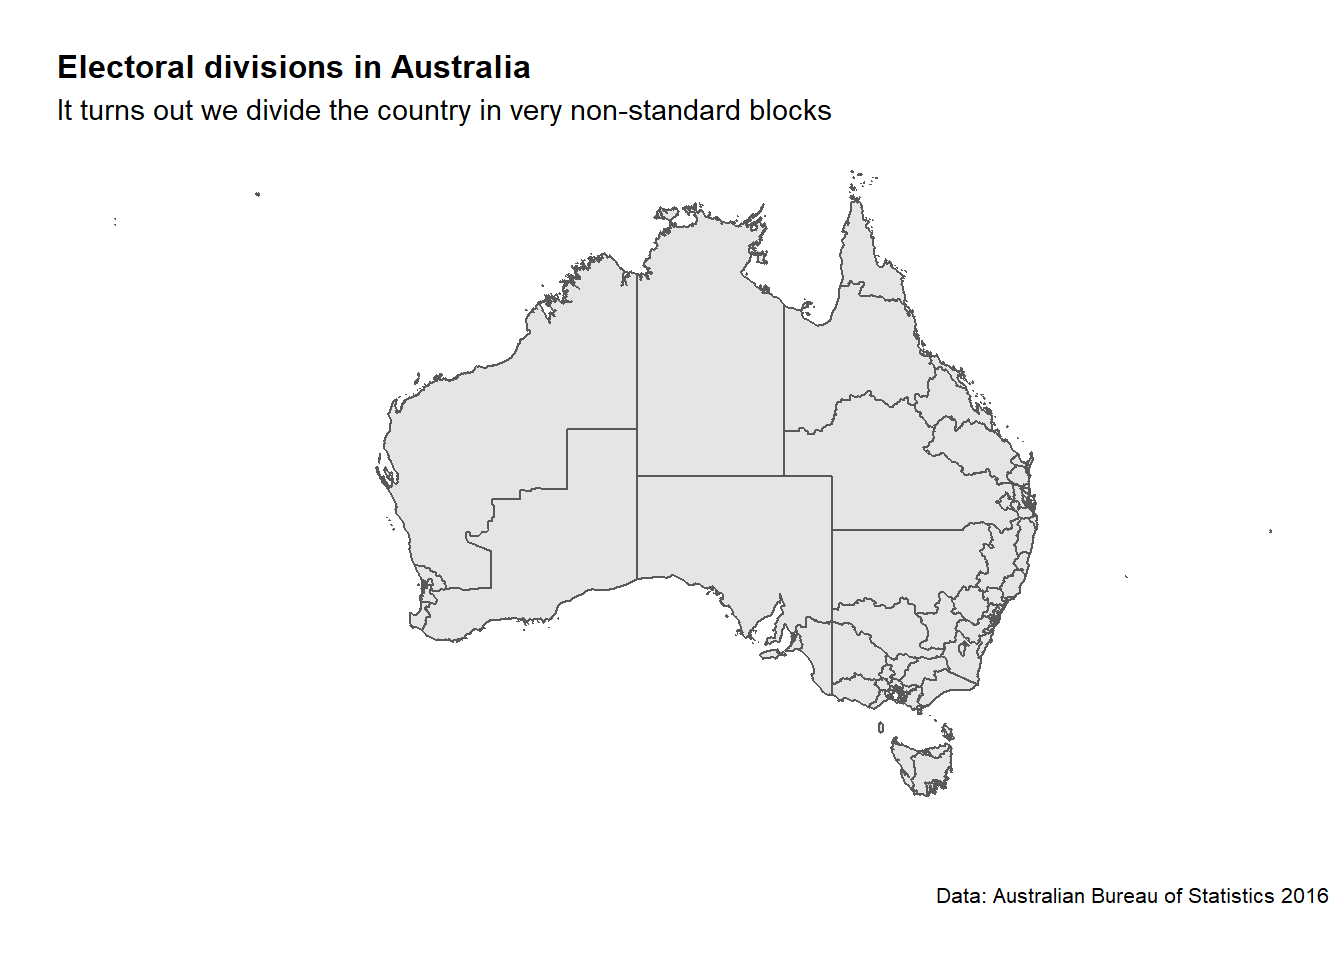 Electoral divisions in Australia
It turns out we divide the country in very non-standard blocks
Data: Australian Bureau of Statistics 2016